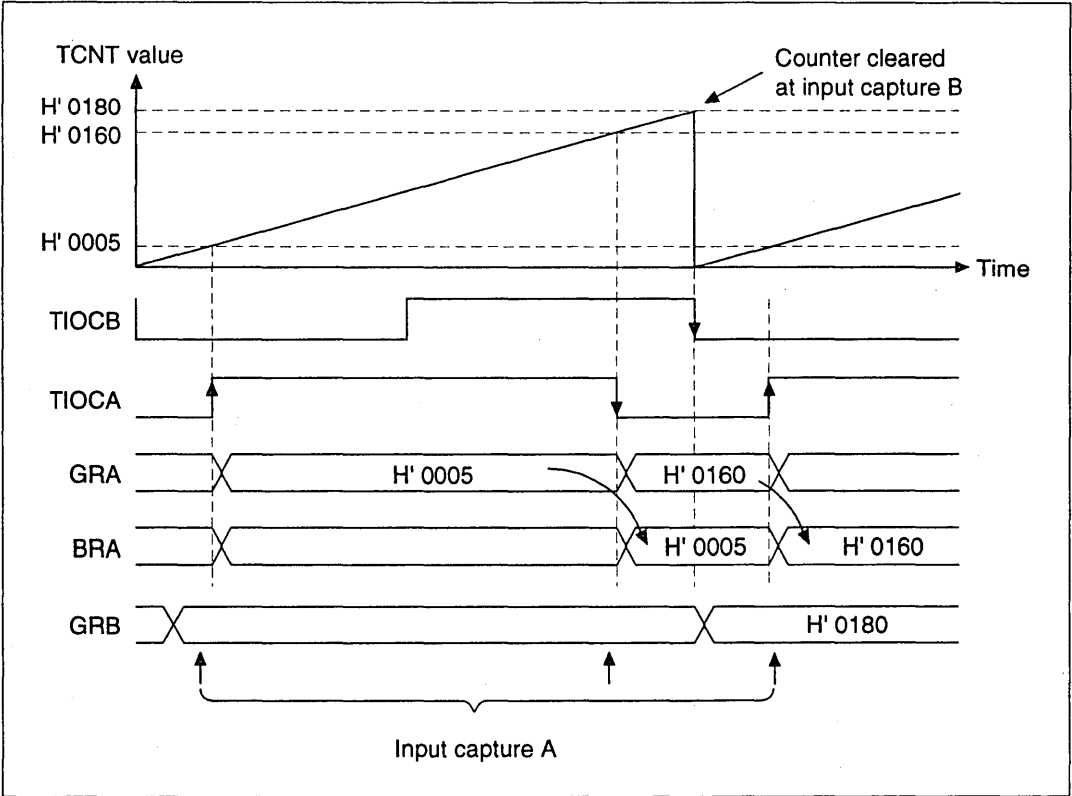 TCNT value
Counter cleared
at input capture B
H' 0180
H' 0160
H' 0005
Time
TIOCB
TIOCA
GRA
H' 0005
H' 0160
BRA
H' 0005
H' 0160
GRB
H' 0180
Input capture A